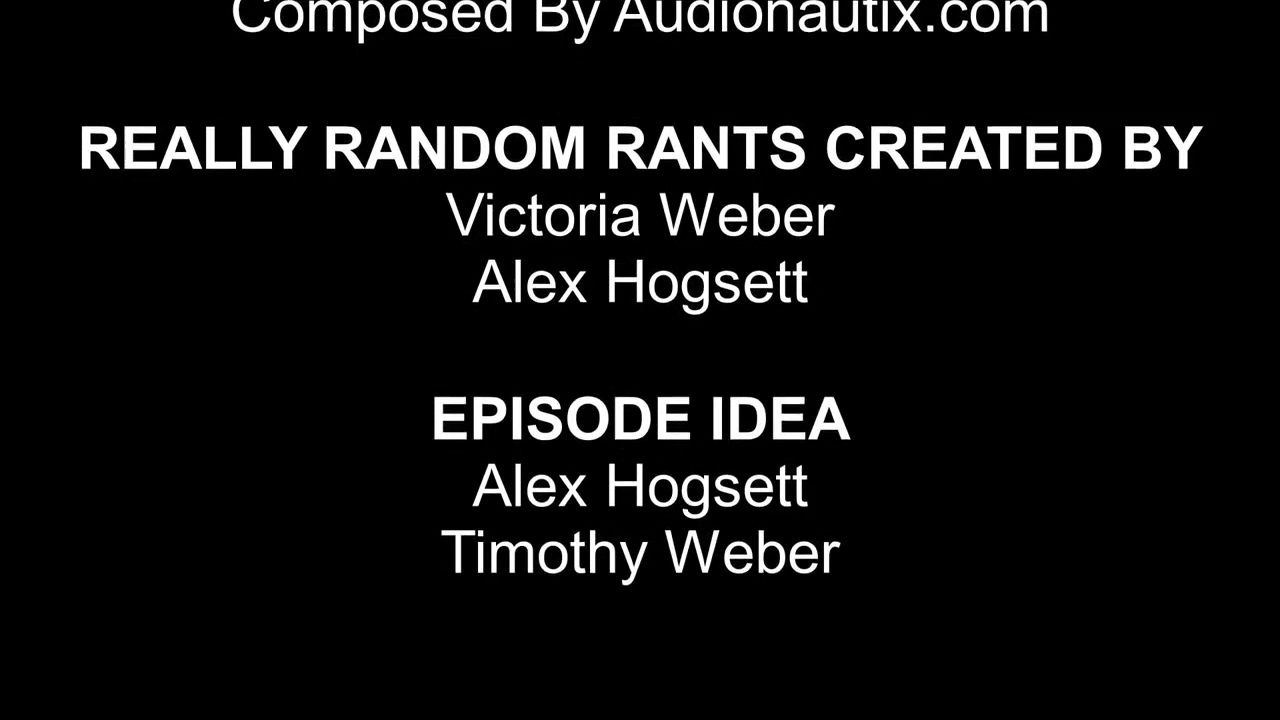 Composed By Audionautix.com
REALLY RANDOM RANTS CREATED BY
Victoria Weber
Alex Hogsett
EPISODE IDEA
Alex Hogsett
Timothy Weber